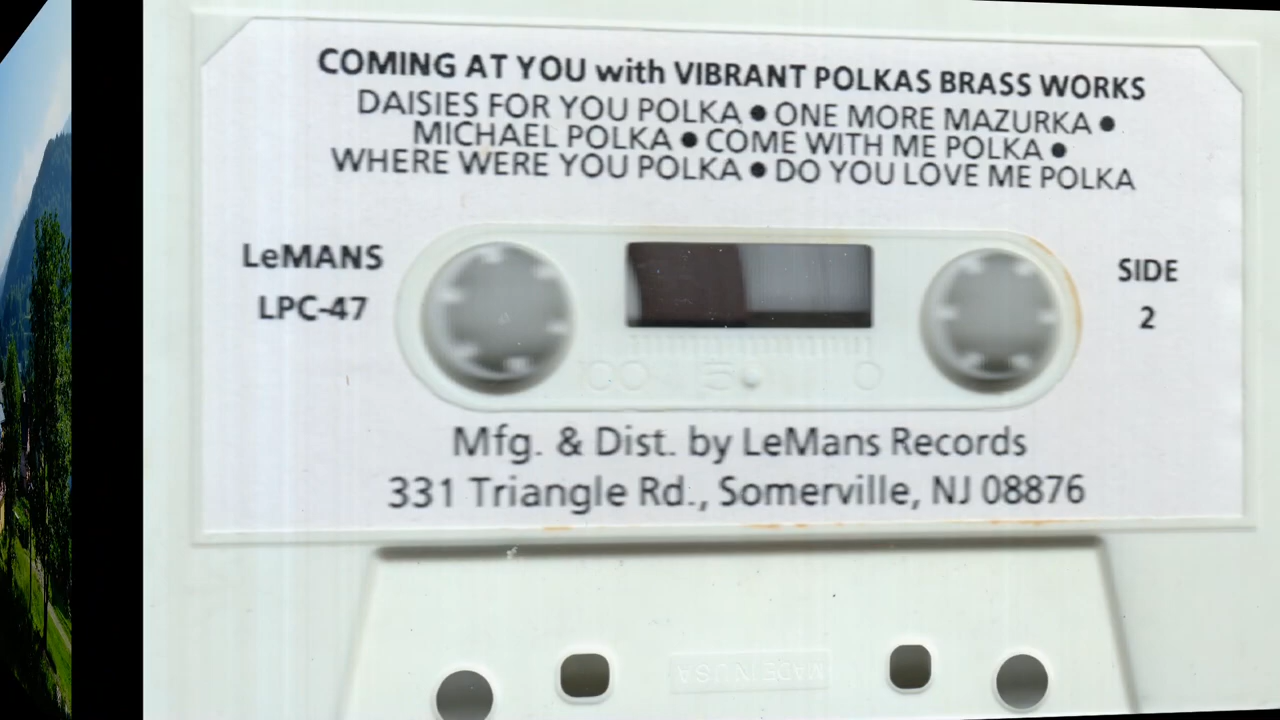 COMING AT YOU with VIBRANT POLKAS BRASS WORKS
DAISIES FOR YOU POLKA ● ONE MORE MAZURKA ●
MICHAEL POLKA ● COME WITH ME POLKA ●
WHERE WERE YOU POLKA ● DO YOU LOVE ME POLKA
LeMANS
LPC-47
SIDE
2
100 50 0
Mfg. & Dist. by LeMans Records
331 Triangle Rd., Somerville, NJ 08876
MADE IN USA